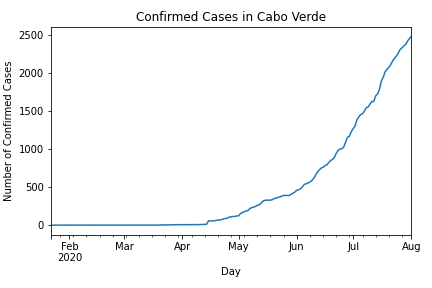 Confirmed Cases in Cabo Verde
Number of Confirmed Cases
2500
2000
1500
1000
500
0
Feb Mar Apr May Jun Jul Aug
2020
Day